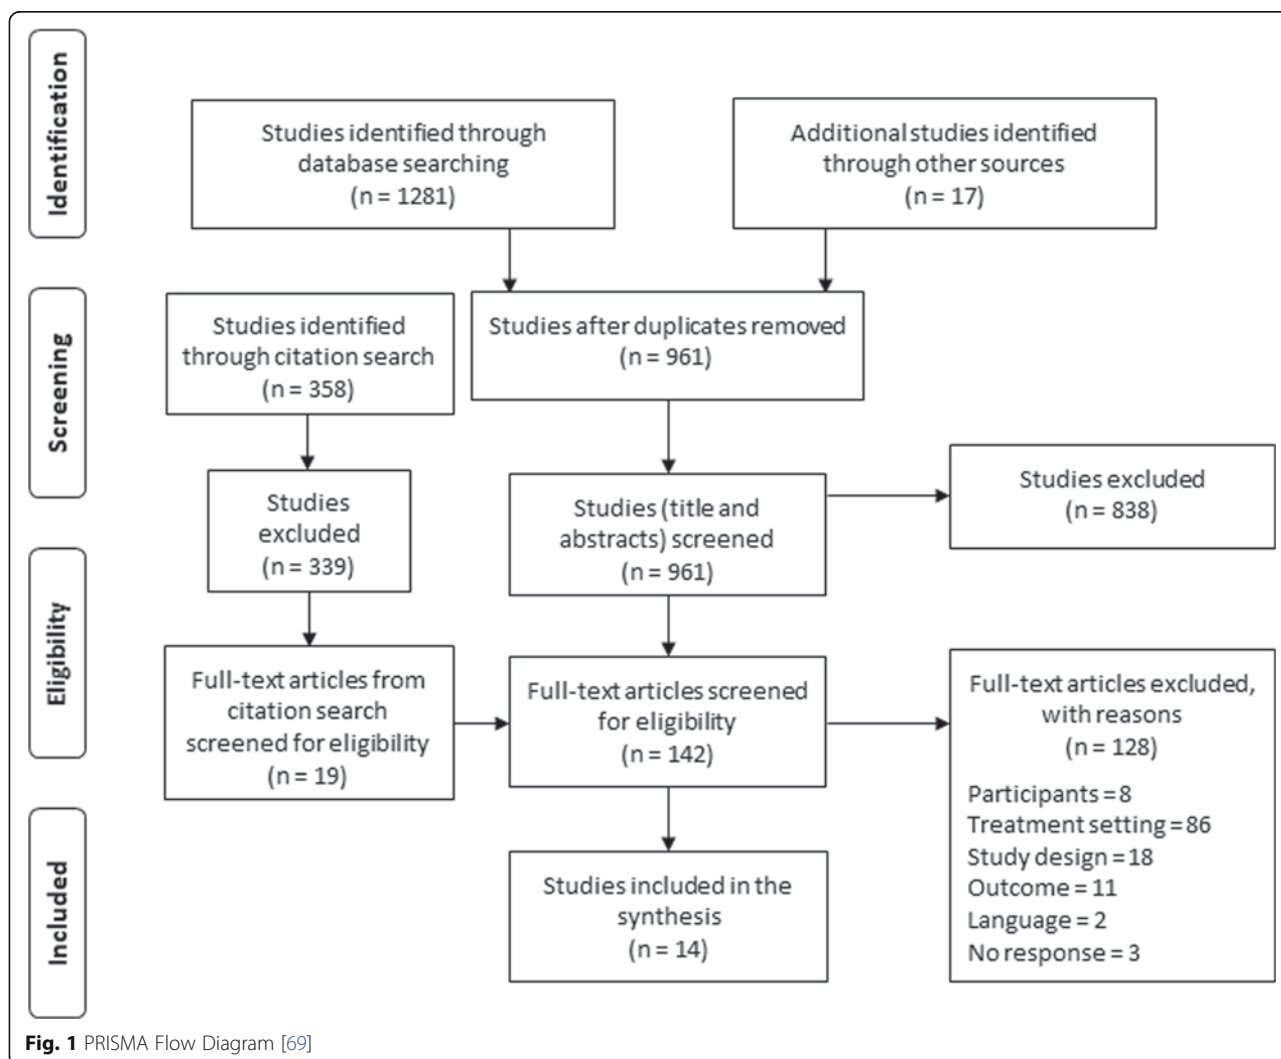 Identification
Studies identified through
database searching
(n = 1281)
Additional studies identified
through other sources
(n = 17)
Screening
Studies identified
through citation search
(n = 358)
Studies after duplicates removed
(n = 961)
Studies
excluded
(n = 339)
Studies (title and
abstracts) screened
(n = 961)
Studies excluded
(n = 838)
Eligibility
Full-text articles from
citation search
screened for eligibility
(n = 19)
Full-text articles screened
for eligibility
(n = 142)
Full-text articles excluded,
with reasons
(n = 128)
Participants = 8
Treatment setting = 86
Study design = 18
Outcome = 11
Language = 2
No response = 3
Included
Studies included in the
synthesis
(n = 14)
Fig. 1 PRISMA Flow Diagram [69]